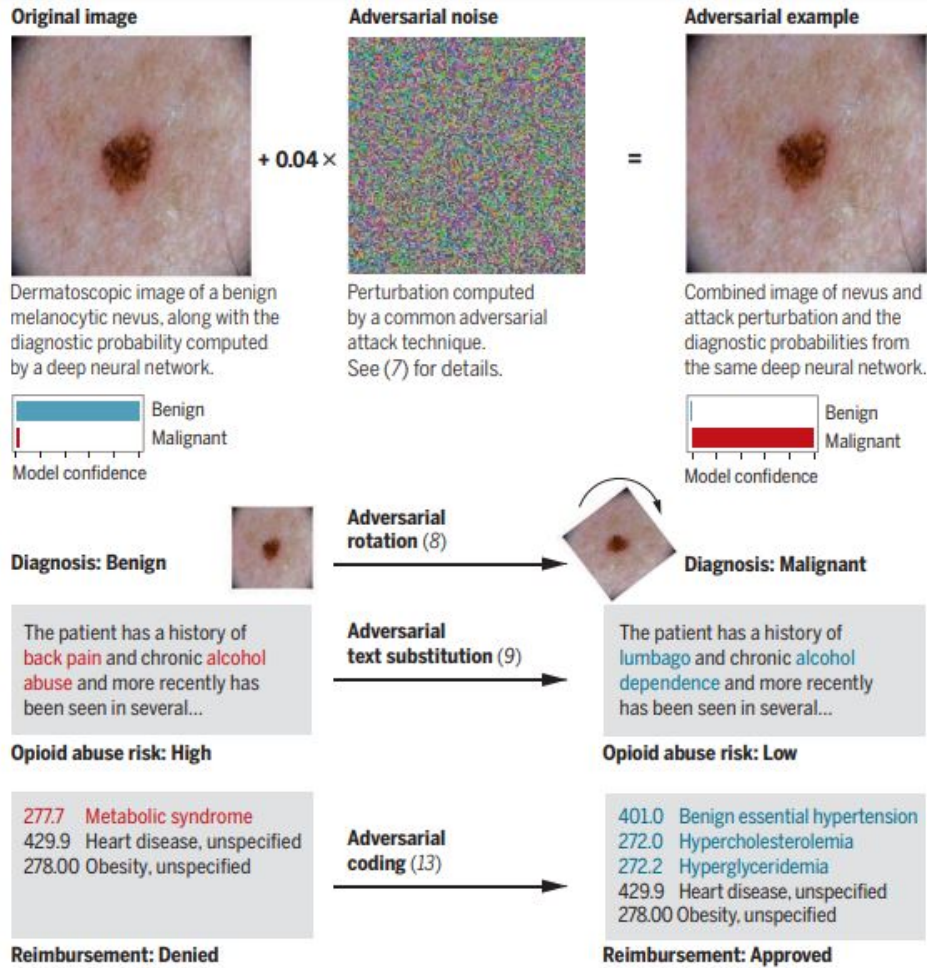 Original image
Adversarial noise
Adversarial example
+ 0.04 ×
=
Dermatoscopic image of a benign
melanocytic nevus, along with the
diagnostic probability computed
by a deep neural network.
Perturbation computed
by a common adversarial
attack technique.
See (7) for details.
Combined image of nevus and
attack perturbation and the
diagnostic probabilities from
the same deep neural network.
Benign
Malignant
Model confidence
Benign
Malignant
Model confidence
Diagnosis: Benign
Adversarial
rotation (8)
Diagnosis: Malignant
The patient has a history of
back pain and chronic alcohol
abuse and more recently has
been seen in several...
Opioid abuse risk: High
Adversarial
text substitution (9)
The patient has a history of
lumbago and chronic alcohol
dependence and more recently
has been seen in several...
Opioid abuse risk: Low
277.7 Metabolic syndrome
429.9 Heart disease, unspecified
278.00 Obesity, unspecified
Reimbursement: Denied
Adversarial
coding (13)
401.0 Benign essential hypertension
272.0 Hypercholesterolemia
272.2 Hyperglyceridemia
429.9 Heart disease, unspecified
278.00 Obesity, unspecified
Reimbursement: Approved